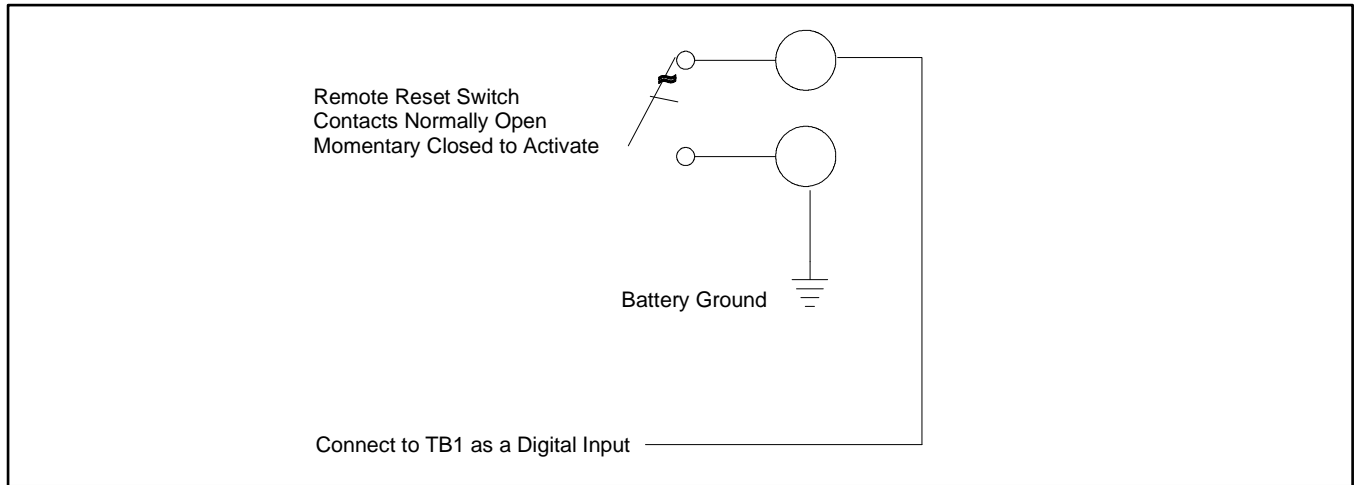 Remote Reset Switch
Contacts Normally Open
Momentary Closed to Activate
Battery Ground
Connect to TB1 as a Digital Input